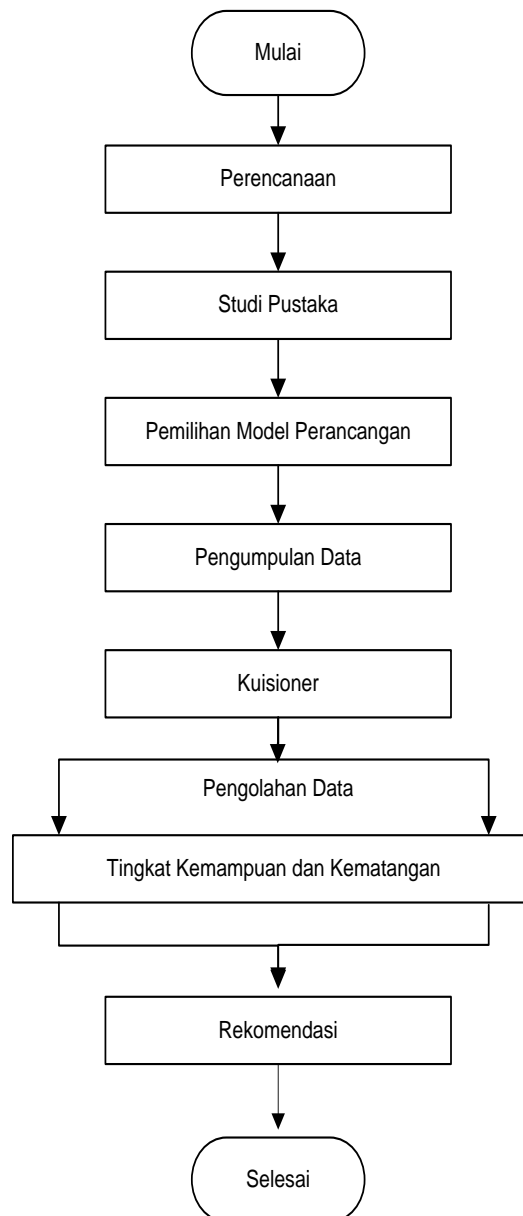 Mulai
Perencanaan
Studi Pustaka
Pemilihan Model Perancangan
Pengumpulan Data
Kuisioner
Pengolahan Data
Tingkat Kemampuan dan Kematangan
Rekomendasi
Selesai